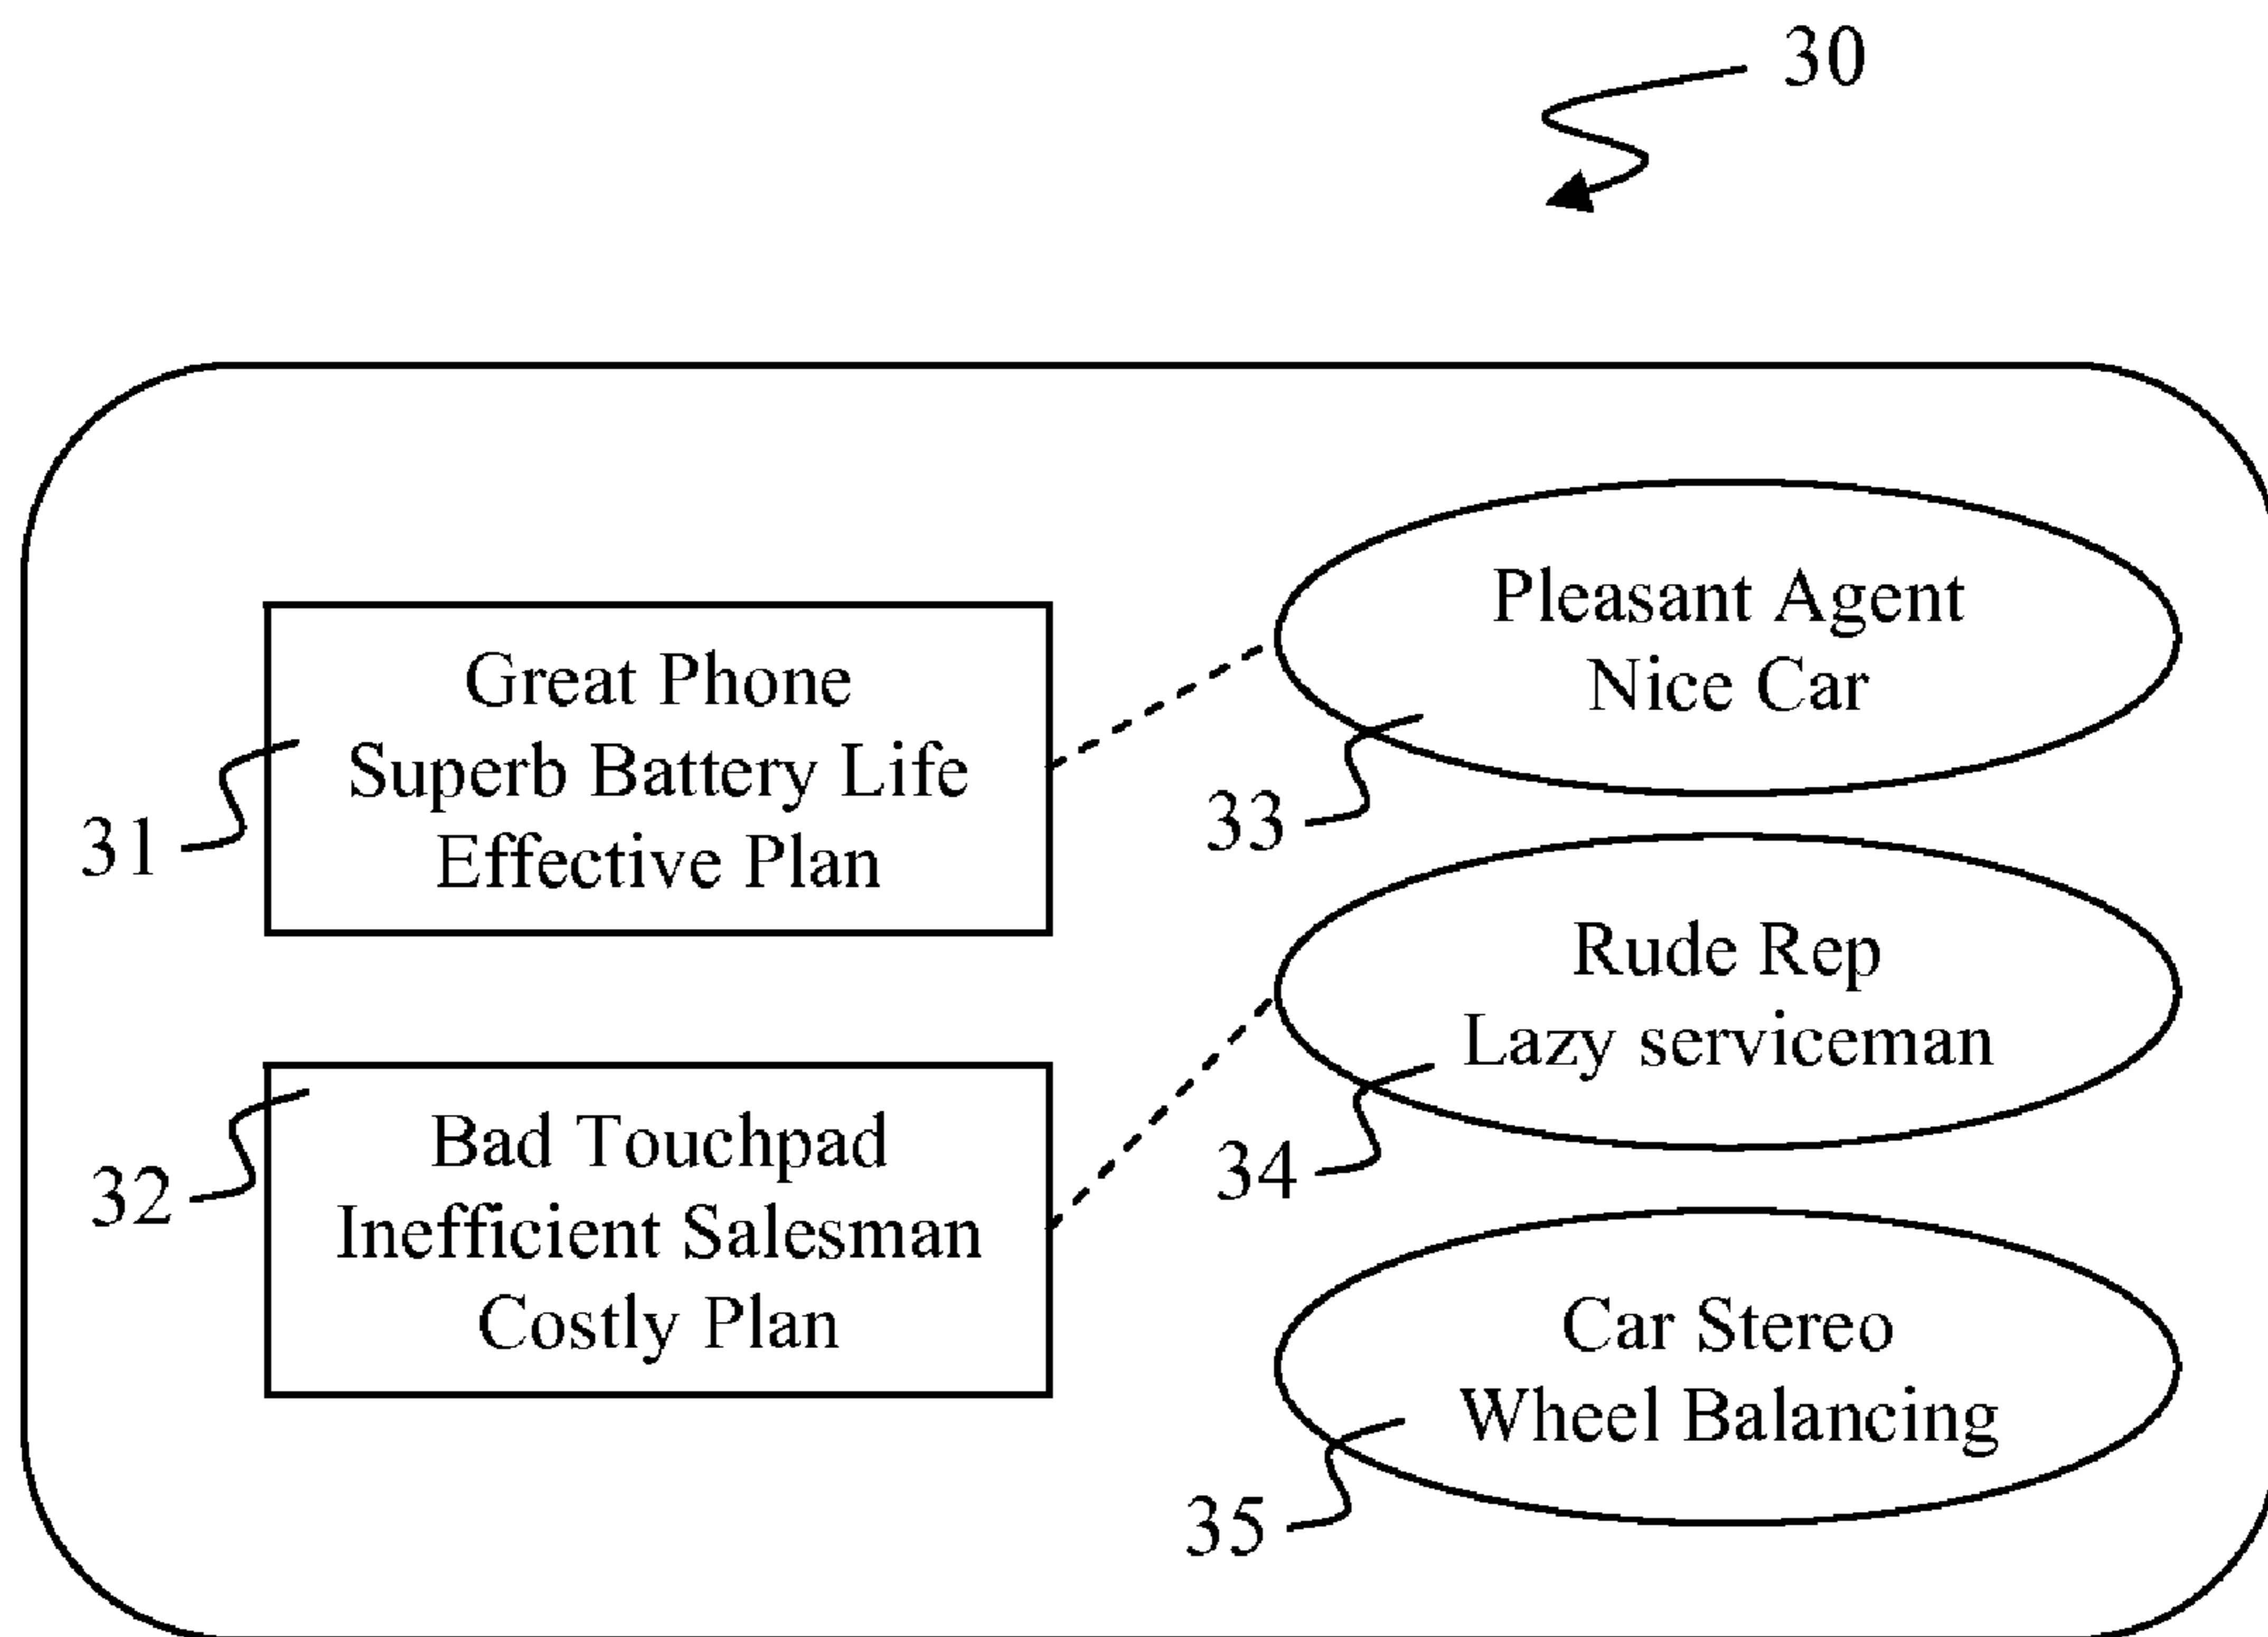 30
Great Phone
Superb Battery Life
Effective Plan
31
Bad Touchpad
Inefficient Salesman
Costly Plan
32
Pleasant Agent
Nice Car
33
Rude Rep
Lazy serviceman
34
Car Stereo
Wheel Balancing
35